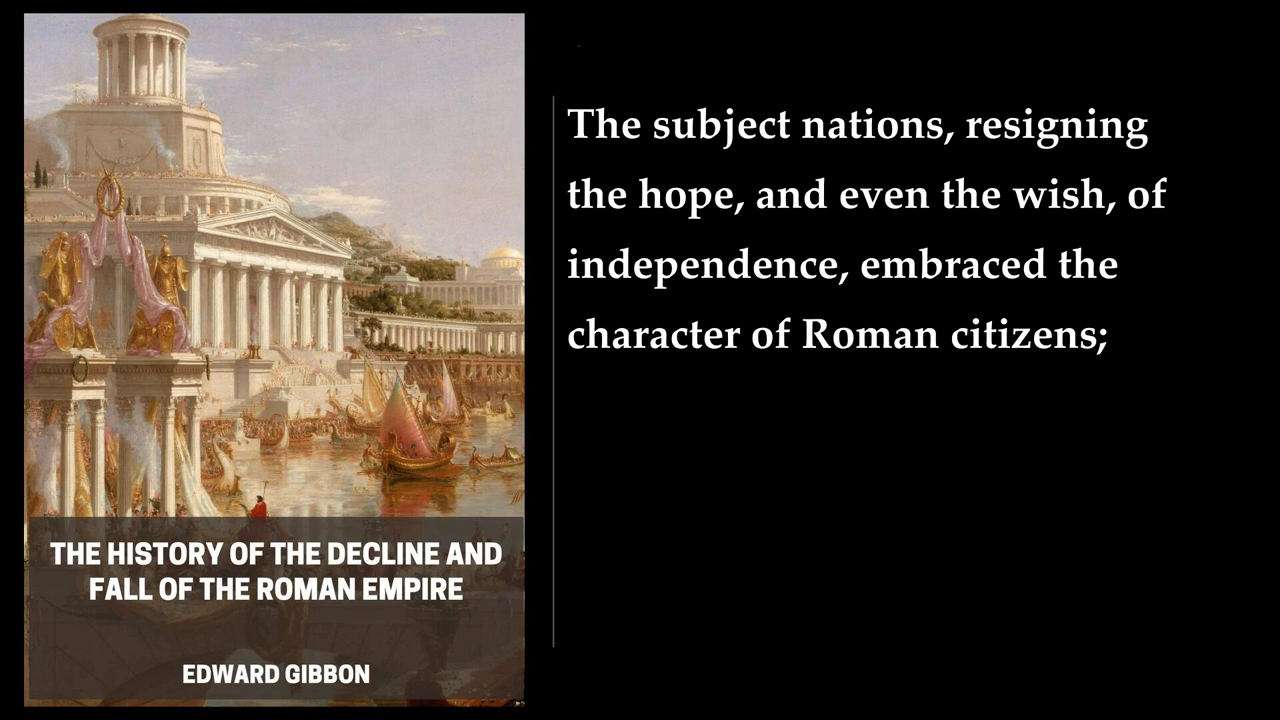 The subject nations, resigning
the hope, and even the wish, of
independence, embraced the
character of Roman citizens;
THE HISTORY OF THE DECLINE AND
FALL OF THE ROMAN EMPIRE
EDWARD GIBBON